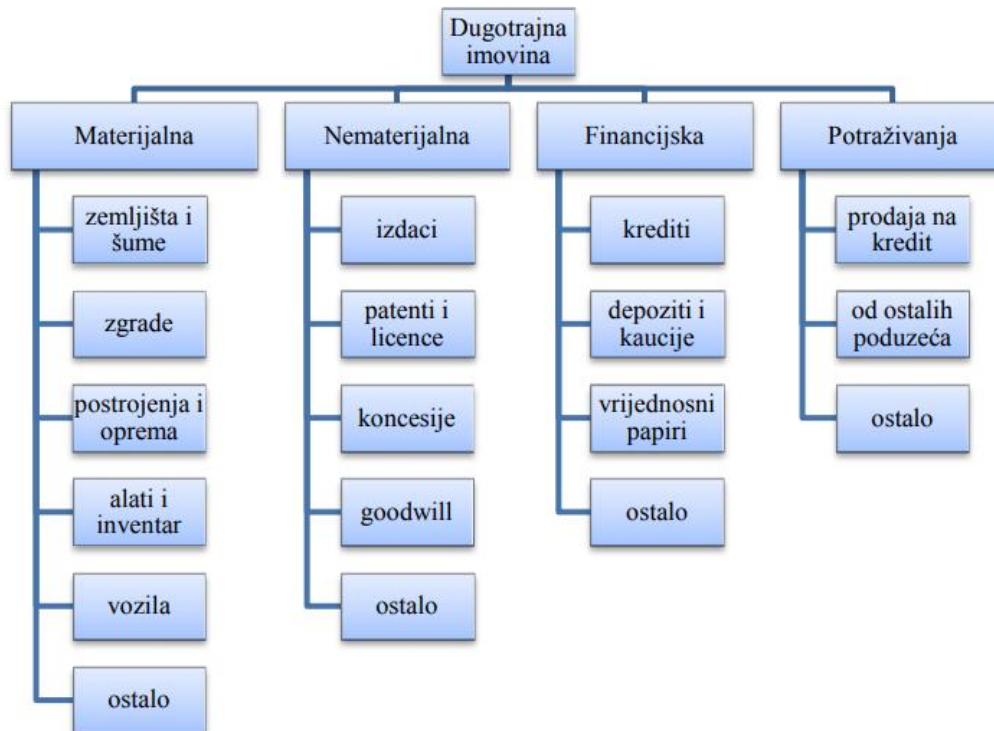 Dugotrajna
imovina
Materijalna
zemljišta i
šume
zgrade
postrojenja i
oprema
alati i
inventar
vozila
ostalo
Nematerijalna
izdaci
patenti i
licence
koncesije
goodwill
ostalo
Financijska
krediti
depoziti i
kaucije
vrijednosni
papiri
ostalo
Potraživanja
prodaja na
kredit
od ostalih
poduzeća
ostalo